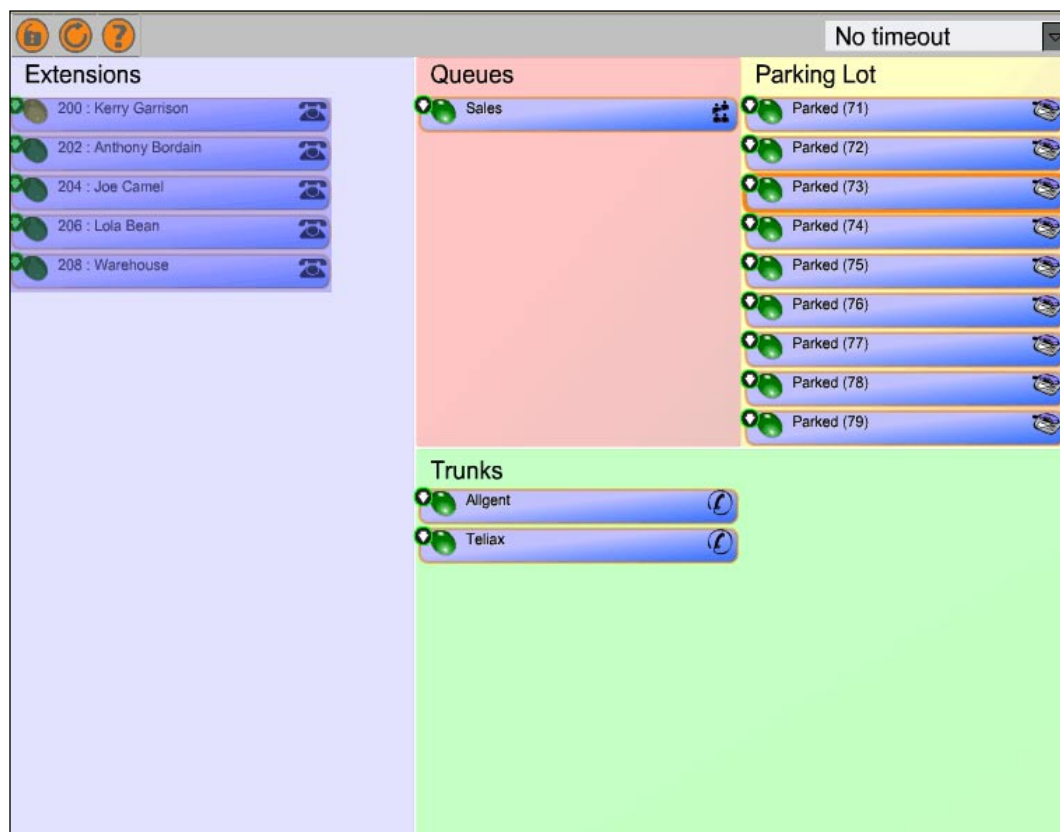 No timeout
Extensions
200 : Kerry Garrison
202 : Anthony Bordain
204 : Joe Camel
206 : Lola Bean
208 : Warehouse
Queues
Sales
Parking Lot
Parked (71)
Parked (72)
Parked (73)
Parked (74)
Parked (75)
Parked (76)
Parked (77)
Parked (78)
Parked (79)
Trunks
Allgent
Teliax